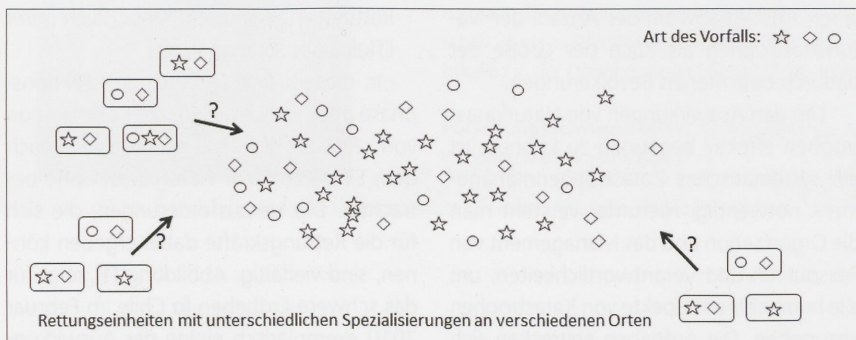 Art des Vorfalls: ☆ ◇ ○
?
?
?
Rettungseinheiten mit unterschiedlichen Spezialisierungen an verschiedenen Orten